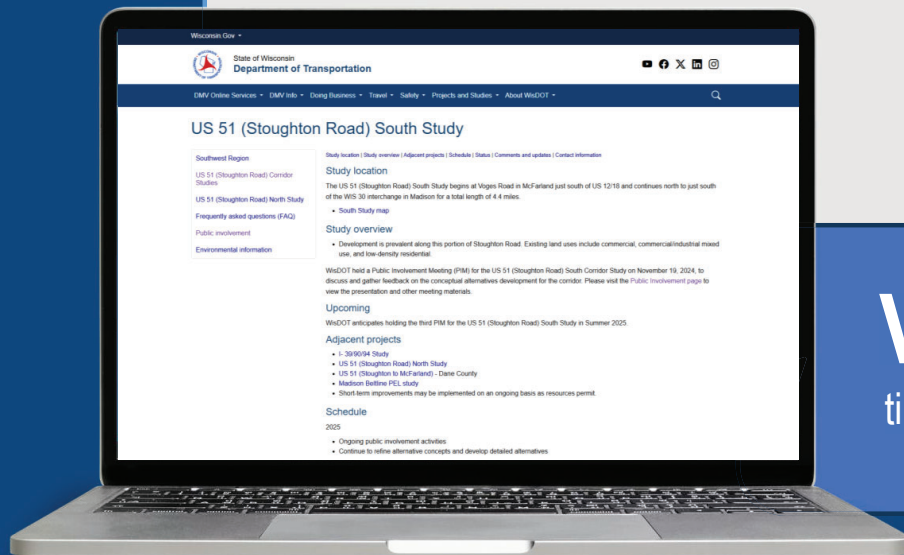 Wisconsin Gov
State of Wisconsin
Department of Transportation
DMV Online Services DMV Info Doing Business Travel Safety Projects and Studies About WisDOT
US 51 (Stoughton Road) South Study
Southwest Region
US 51 (Stoughton Road) Corridor
Studies
US 51 (Stoughton Road) North Study
Frequently asked questions (FAQ)
Public involvement
Environmental information
Study location | Study overview | Adjacent projects | Schedule | Status | Comments and updates | Contact information
Study location
The US 51 (Stoughton Road) South Study begins at Voges Road in McFarland just south of US 12/18 and continues north to just south
of the WIS 30 interchange in Madison for a total length of 4.4 miles.
• South Study map
Study overview
• Development is prevalent along this portion of Stoughton Road. Existing land uses include commercial, commercial/industrial mixed
use, and low-density residential.
WisDOT held a Public Involvement Meeting (PIM) for the US 51 (Stoughton Road) South Corridor Study on November 19, 2024, to
discuss and gather feedback on the conceptual alternatives development for the corridor. Please visit the Public Involvement page to
view the presentation and other meeting materials.
Upcoming
WisDOT anticipates holding the third PIM for the US 51 (Stoughton Road) South Study in Summer 2025.
Adjacent projects
• I- 39/90/94 Study
• US 51 (Stoughton Road) North Study
• US 51 (Stoughton to McFarland) - Dane County
• Madison Beltline PEL study
• Short-term improvements may be implemented on an ongoing basis as resources permit.
Schedule
2025
• Ongoing public involvement activities
• Continue to refine alternative concepts and develop detailed alternatives
ti